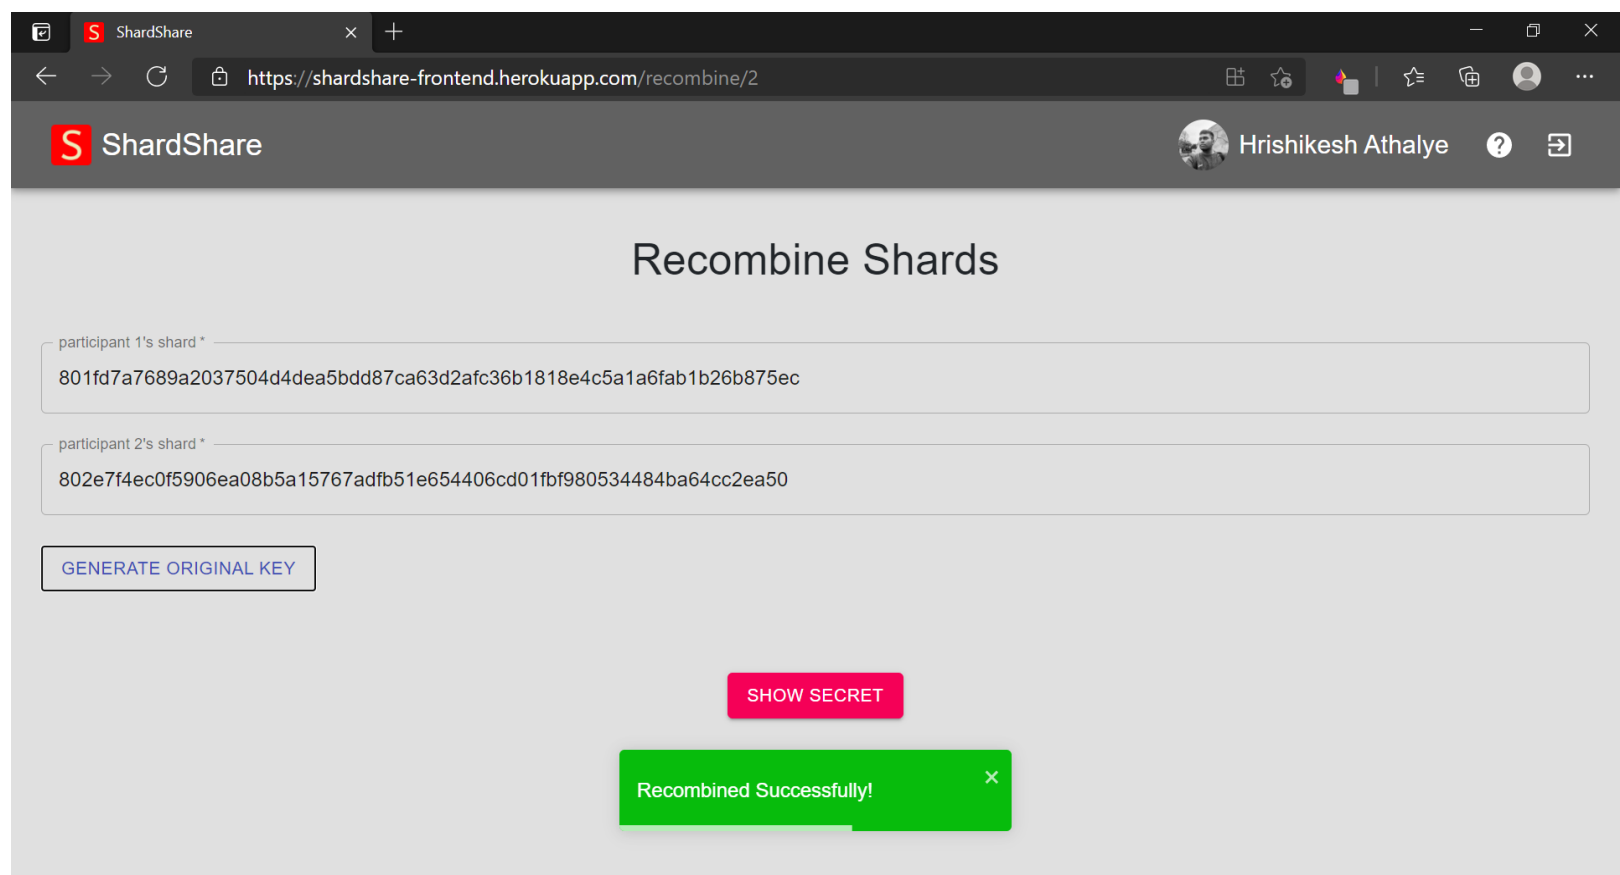 S ShardShare
https://shardshare-frontend.herokuapp.com/recombine/2
S ShardShare
Hrishikesh Athalye
?
Recombine Shards
participant 1's shard *
801fd7a7689a2037504d4dea5bdd87ca63d2afc36b1818e4c5a1a6fab1b26b875ec
participant 2's shard *
802e7f4ec0f5906ea08b5a15767adfb51e654406cd01fbf980534484ba64cc2ea50
GENERATE ORIGINAL KEY
SHOW SECRET
Recombined Successfully!